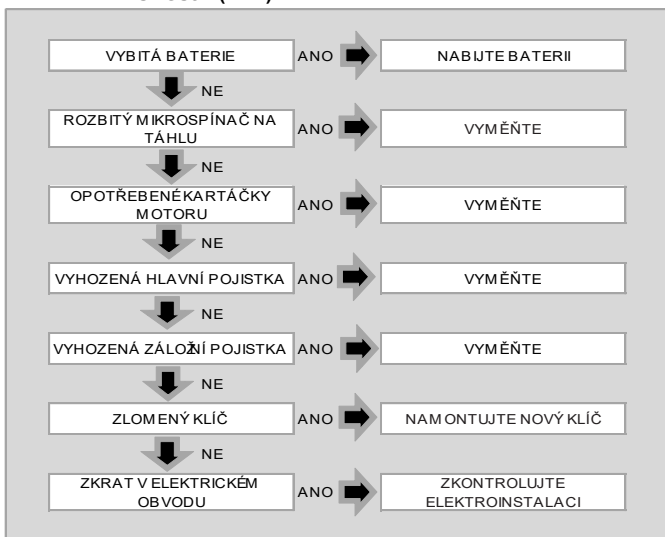 VYBITÁ BATERIE ANO NABIJTE BATERII
NE
ROZBITÝ MIKROSPÍNAČ NA
TÁHLU
ANO VYMĚŇTE
NE
OPOTŘEBENÉKARTÁČKY
MOTORU
ANO VYMĚŇTE
NE
VYHOZENÁ HLAVNÍ POJISTKA ANO VYMĚŇTE
NE
VYHOZENÁ ZÁLOŽNÍ POJISTKA ANO VYMĚŇTE
NE
ZLOMENÝ KLÍČ ANO NAMONTUJTE NOVÝ KLÍČ
NE
ZKRAT V ELEKTRICKÉM
OBVODU
ANO
ZKONTROLUJTE
ELEKTROINSTALACI